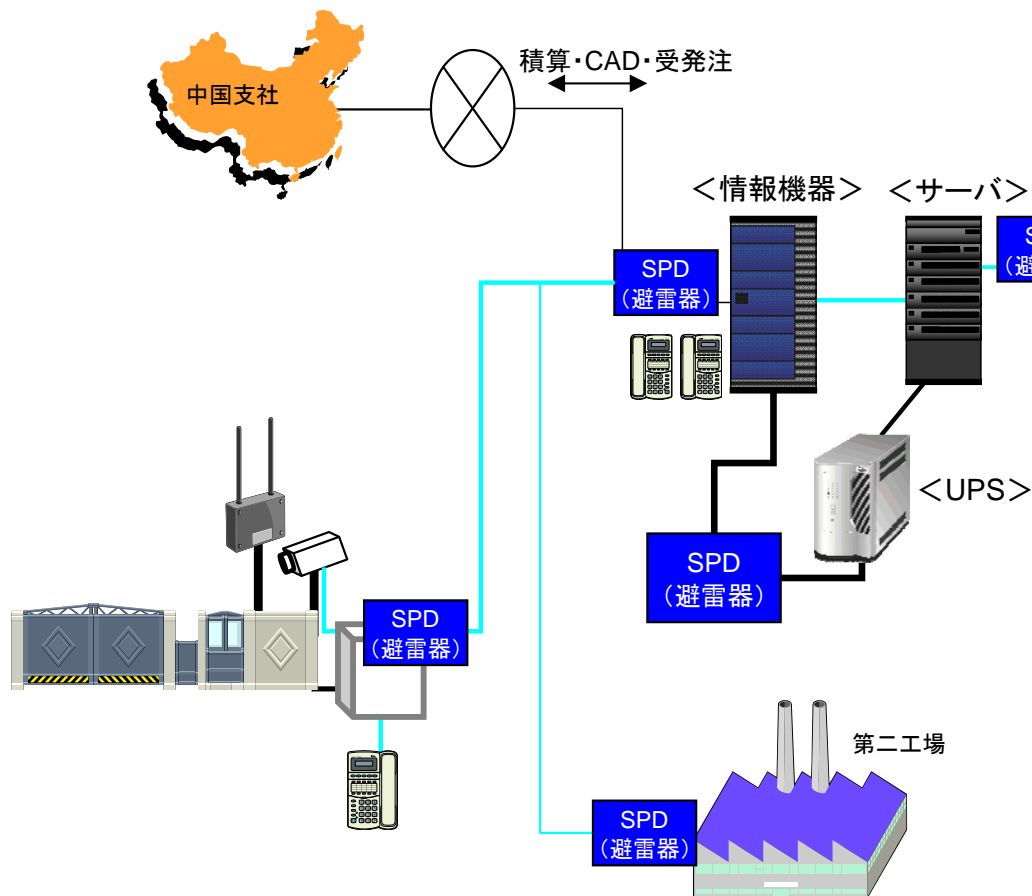 積算・CAD・受発注
中国支社
＜情報機器＞
＜サーバ＞
SPD
（避雷器）
S
（避
＜UPS＞
SPD
（避雷器）
SPD
（避雷器）
第二工場
SPD
（避雷器）